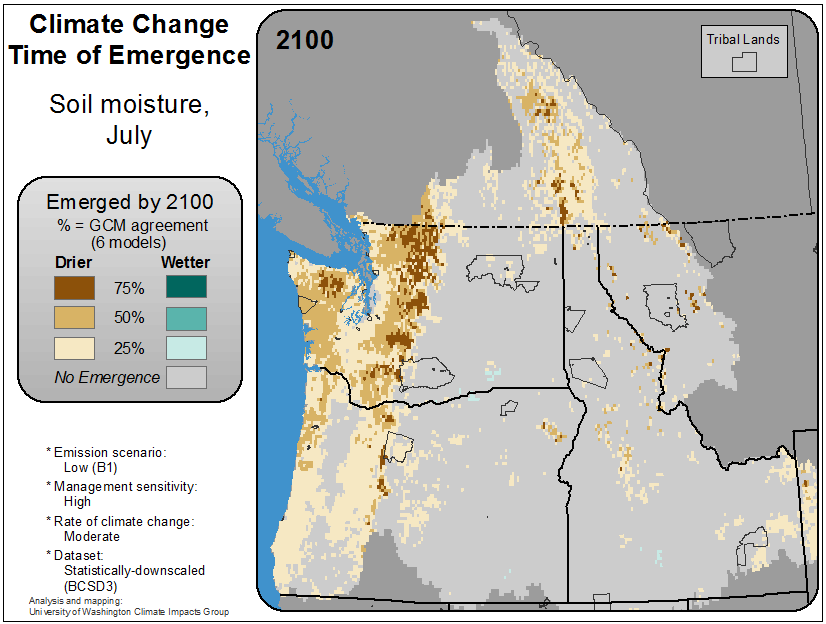 Climate Change
Time of Emergence
Soil moisture,
July
Emerged by 2100
% = GCM agreement
(6 models)
Drier
Wetter
75%
50%
25%
No Emergence
* Emission scenario:
Low (B1)
* Management sensitivity:
High
* Rate of climate change:
Moderate
* Dataset:
Statistically-downscaled
(BCSD3)
Analysis and mapping:
University of Washington Climate Impacts Group
2100
Tribal Lands